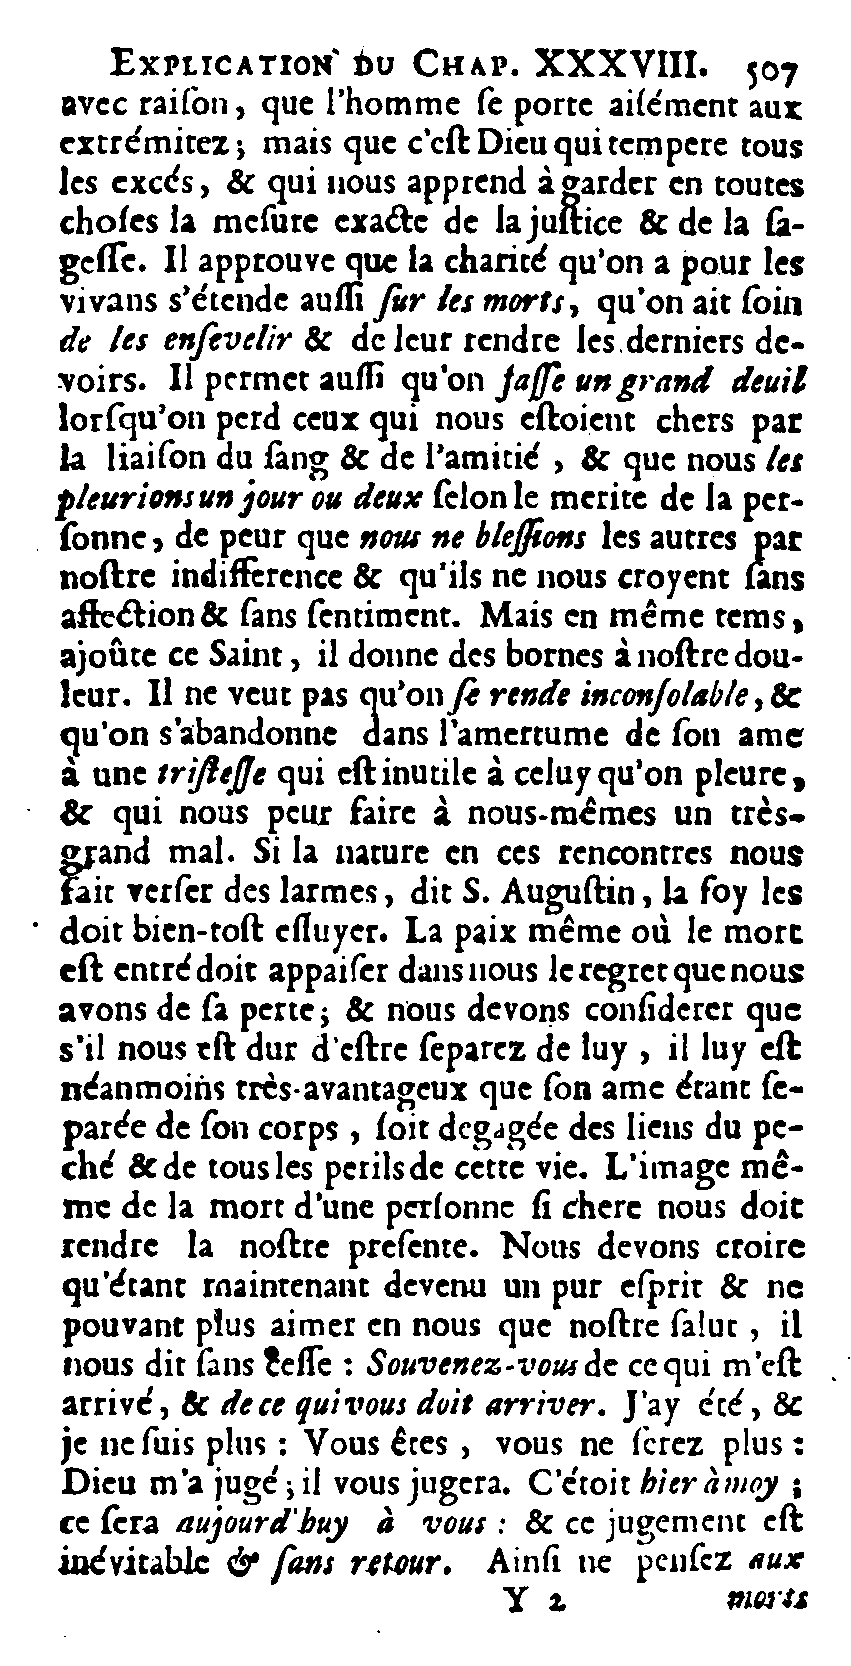 EXPLICATION DU CHAP. XXXVIII. 507
avec raiſon, que l'homme ſe porte aiſément aux
extrémitez; mais que c'eſt Dieu qui tempere tous
les excés, & qui nous apprend à garder en toutes
choſes la meſure exacte de la juſtice & de la ſa-
geſſe. Il approuve que la charité qu'on a pour les
vivans s'étende auſſi ſur les morts, qu'on ait ſoin
de les enſevelir & de leur rendre les derniers de-
voirs. Il permet auſſi qu'on faſſe un grand deuil
lorſqu'on perd ceux qui nous eſtoient chers par
la liaiſon du ſang & de l'amitié, & que nous les
pleurions un jour ou deux ſelon le merite de la per-
ſonne, de peur que nous ne bleſſions les autres par
noſtre indifference & qu'ils ne nous croyent ſans
affection & ſans ſentiment. Mais en même tems,
ajoûte ce Saint, il donne des bornes à noſtre dou-
leur. Il ne veut pas qu'on ſe rende inconſolable, &
qu'on s'abandonne dans l'amertume de ſon ame
à une triſteſſe qui eſt inutile à celuy qu'on pleure,
& qui nous peur faire à nous-mêmes un très-
grand mal. Si la nature en ces rencontres nous
fait verſer des larmes, dit S. Auguſtin, la foy les
doit bien-toſt eſſuyer. La paix même où le mort
eſt entré doit appaiſer dans nous le regret que nous
avons de ſa perte; & nous devons conſiderer que
s'il nous eſt dur d'eſtre ſeparez de luy, il luy eſt
néanmoins très-avantageux que ſon ame étant ſe-
parée de ſon corps, ſoit degagée des liens du pe-
ché & de tous les perils de cette vie. L'image mê-
me de la mort d'une perſonne ſi chere nous doit
rendre la noſtre preſente. Nous devons croire
qu'étant maintenant devenu un pur eſprit & ne
pouvant plus aimer en nous que noſtre ſalut, il
nous dit ſans ceſſe : Souvenez-vous de ce qui m'eſt
arrivé, & de ce qui vous doit arriver. J'ay été, &
je ne ſuis plus : Vous êtes, vous ne ſerez plus :
Dieu m'a jugé; il vous jugera. C'étoit hier à moy;
ce ſera aujourd'huy à vous : & ce jugement eſt
inévitable & ſans retour. Ainſi ne penſez aux
Y 2 morts